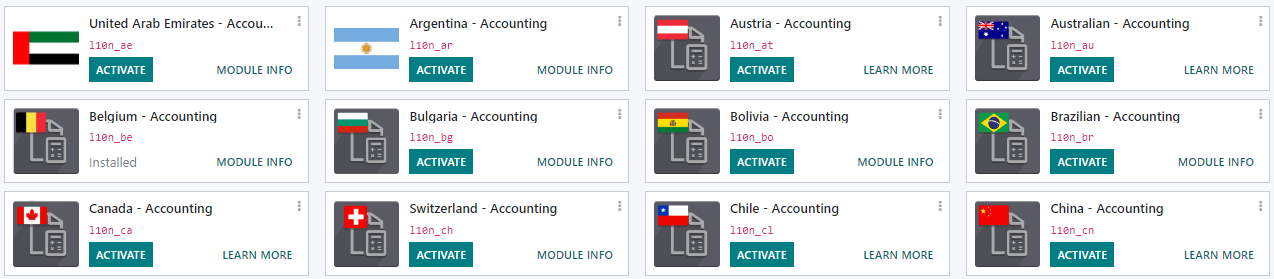 United Arab Emirates - Accou...
l10n_ae
ACTIVATE MODULE INFO
Argentina - Accounting
l10n_ar
ACTIVATE MODULE INFO
Austria - Accounting
l10n_at
ACTIVATE LEARN MORE
Australian - Accounting
l10n_au
ACTIVATE LEARN MORE
Belgium - Accounting
l10n_be
Installed MODULE INFO
Bulgaria - Accounting
l10n_bg
ACTIVATE MODULE INFO
Bolivia - Accounting
l10n_bo
ACTIVATE MODULE INFO
Brazilian - Accounting
l10n_br
ACTIVATE MODULE INFO
Canada - Accounting
l10n_ca
ACTIVATE LEARN MORE
Switzerland - Accounting
l10n_ch
ACTIVATE MODULE INFO
Chile - Accounting
l10n_cl
ACTIVATE LEARN MORE
China - Accounting
l10n_cn
ACTIVATE LEARN MORE